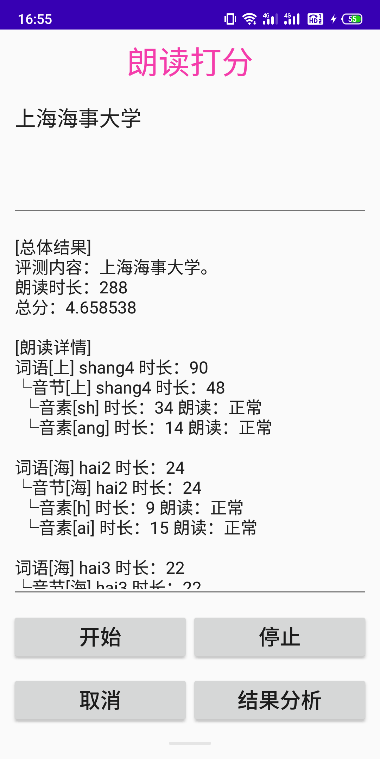 16:55
55
朗读打分
上海海事大学
[总体结果]
评测内容：上海海事大学。
朗读时长：288
总分：4.658538
[朗读详情]
词语[上] shang4 时长：90
└音节[上] shang4 时长：48
└音素[sh] 时长：34 朗读：正常
└音素[ang] 时长：14 朗读：正常
词语[海] hai2 时长：24
└音节[海] hai2 时长：24
└音素[h] 时长：9 朗读：正常
└音素[ai] 时长：15 朗读：正常
词语[海] hai3 时长：22
└音节[海] hai3 时长：22
开始 停止
取消 结果分析